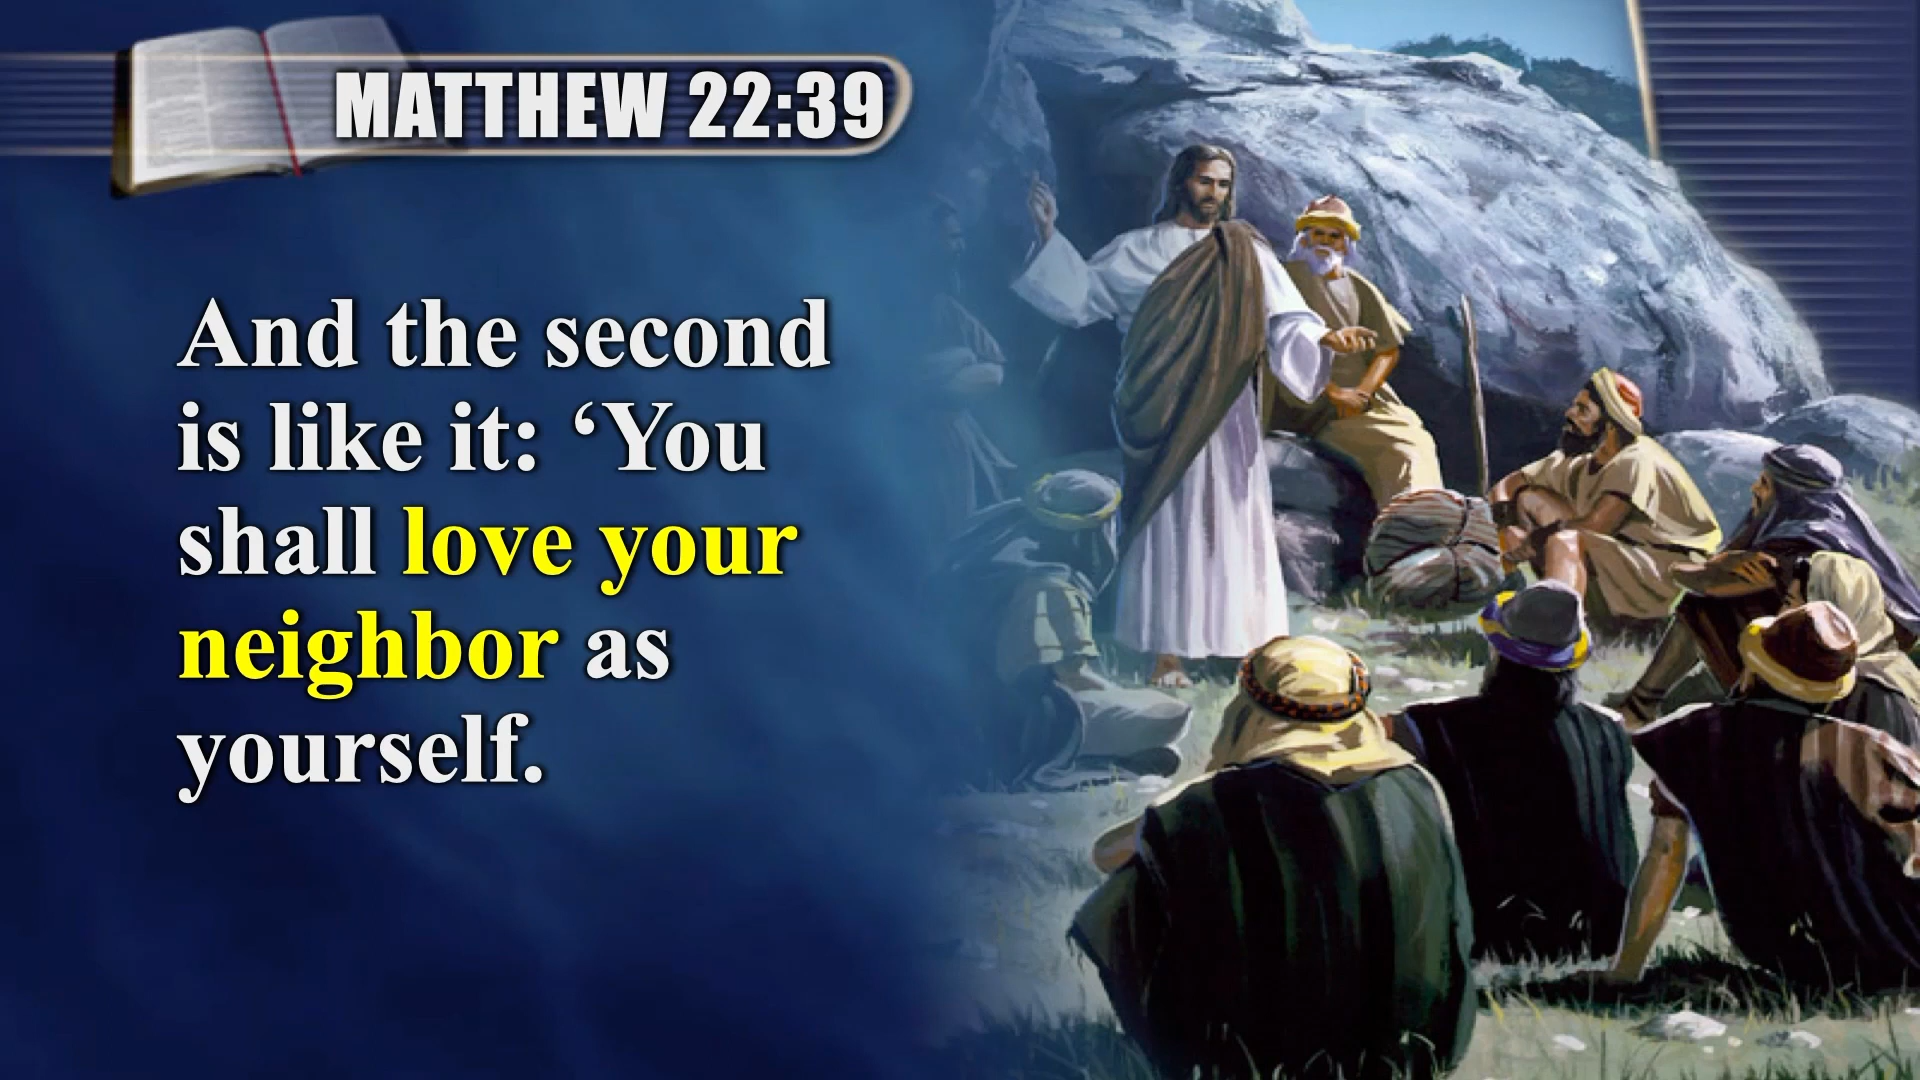 MATTHEW 22:39
And the second
is like it: ‘You
shall love your
neighbor as
yourself.